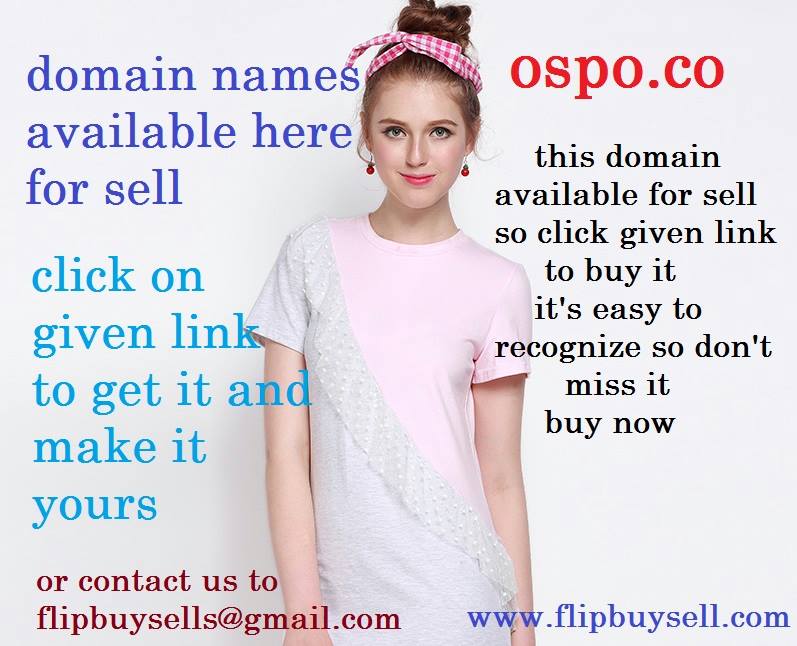 domain names
available here
for sell
click on
given link
to get it and
make it
yours
or contact us to
flipbuysells@gmail.com
ospo.co
this domain
available for sell
so click given link
to buy it
it's easy to
recognize so don't
miss it
buy now
www.flipbuysell.com